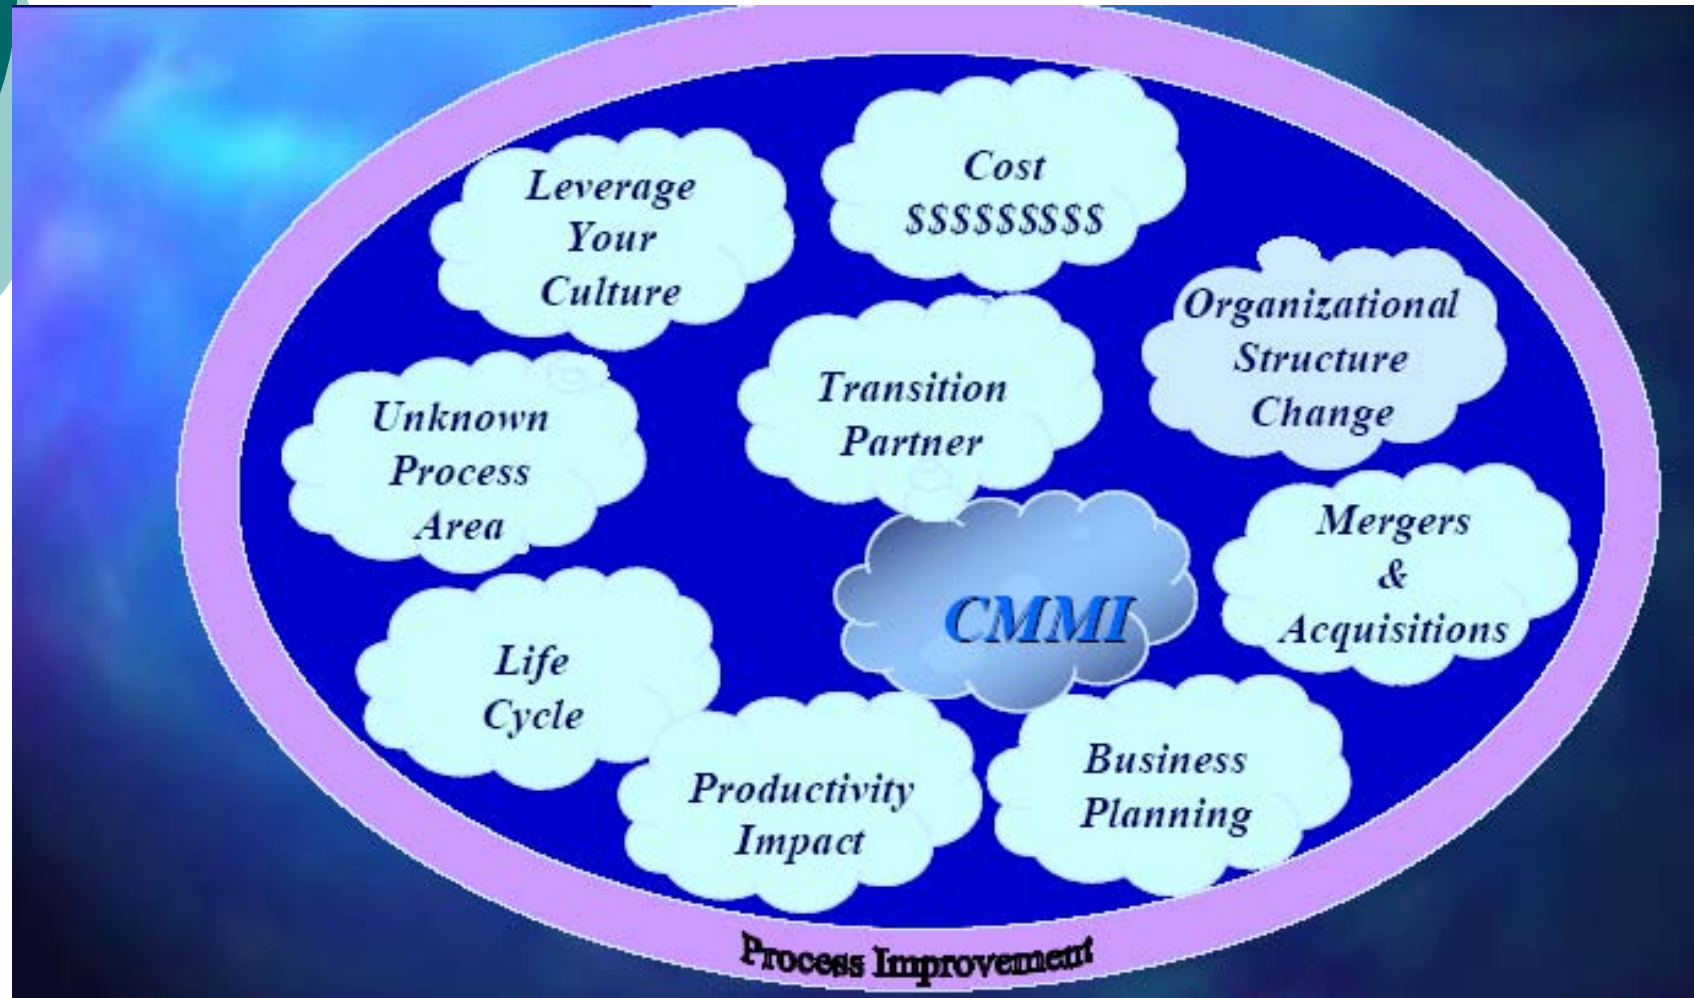 Leverage
Your
Culture
Cost
$$$$$$$$$
Organizational
Structure
Change
Unknown
Process
Area
Transition
Partner
Mergers
&
Acquisitions
CMMI
Life
Cycle
Productivity
Impact
Business
Planning
Process Improvement